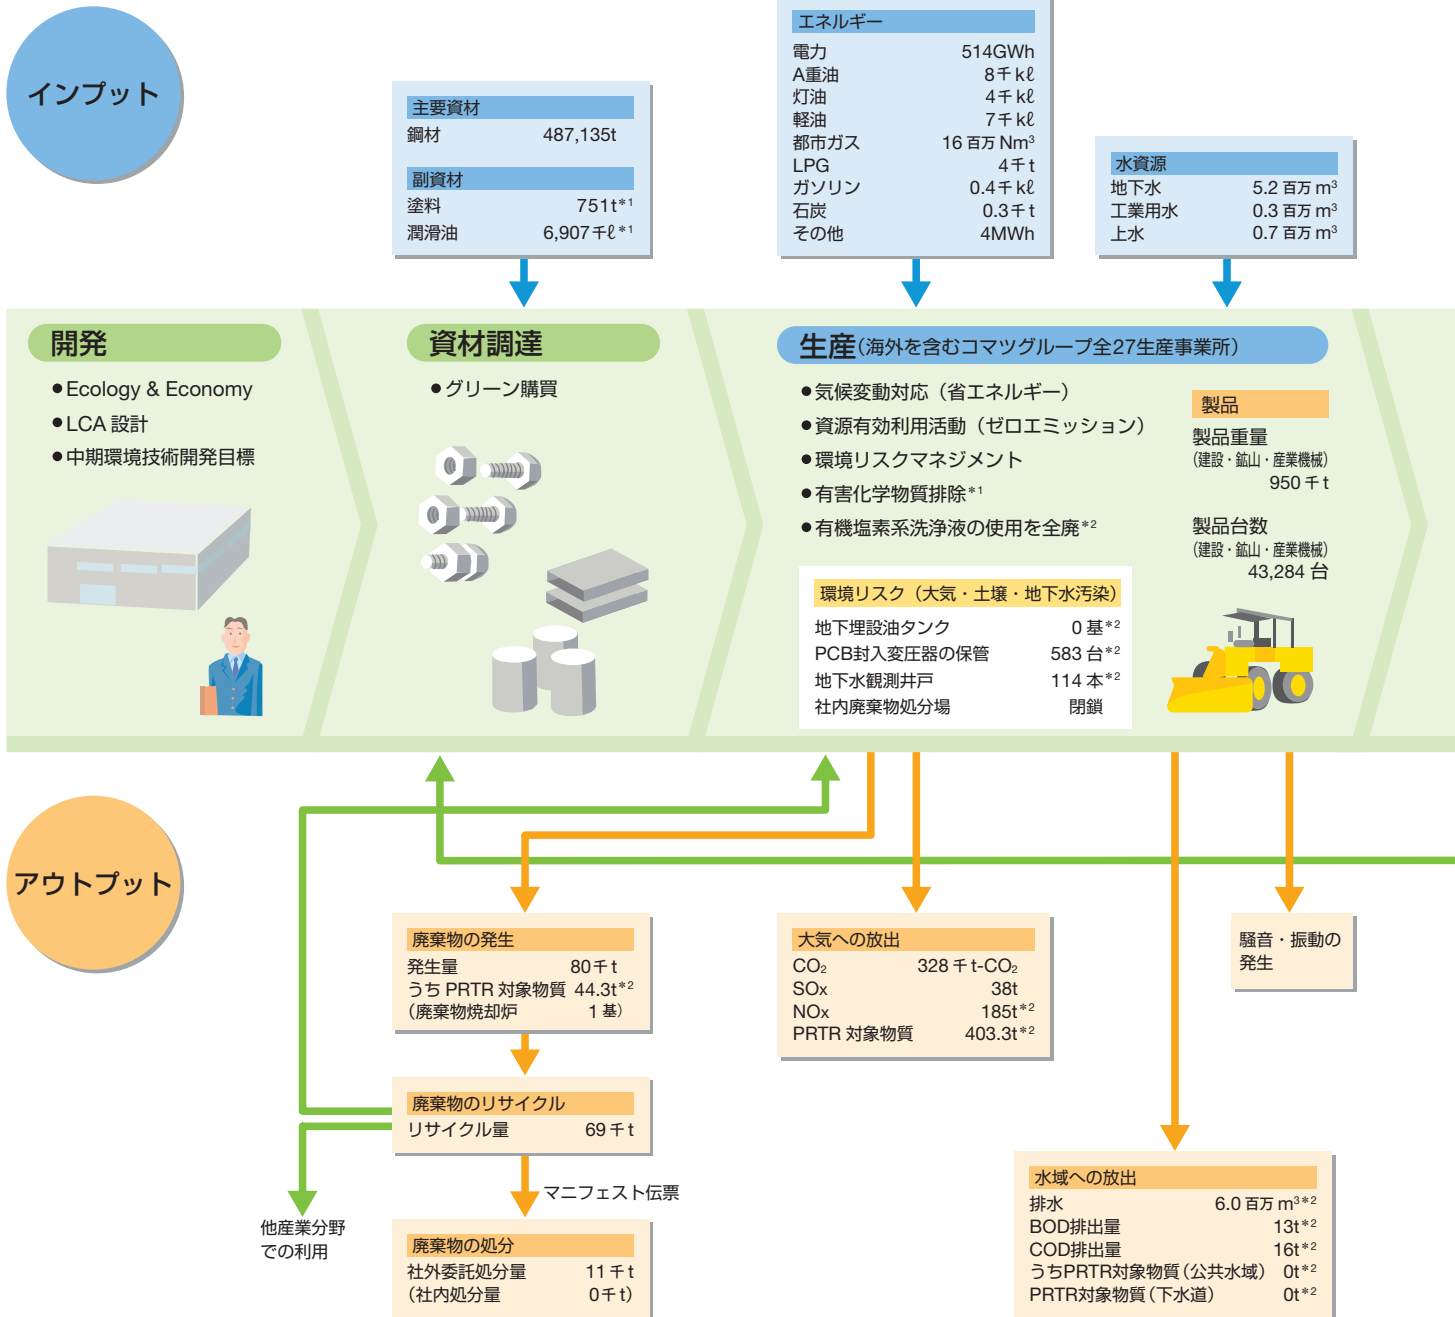 インプット
主要資材
鋼材 487,135t
副資材
塗料 751t*1
潤滑油 6,907千ℓ*1
エネルギー
電力 514GWh
A重油 8千kℓ
灯油 4千kℓ
軽油 7千kℓ
都市ガス 16百万Nm³
LPG 4千t
ガソリン 0.4千kℓ
石炭 0.3千t
その他 4MWh
水資源
地下水 5.2百万m³
工業用水 0.3百万m³
上水 0.7百万m³
開発
●Ecology & Economy
●LCA 設計
●中期環境技術開発目標
資材調達
●グリーン購買
生産(海外を含むコマツグループ全27生産事業所)
●気候変動対応（省エネルギー）
●資源有効利用活動（ゼロエミッション）
●環境リスクマネジメント
●有害化学物質排除*1
●有機塩素系洗浄液の使用を全廃*2
製品
製品重量
(建設・鉱山・産業機械)
950千t
製品台数
(建設・鉱山・産業機械)
43,284 台
環境リスク（大気・土壌・地下水汚染）
地下埋設油タンク 0 基*2
PCB封入変圧器の保管 583 台*2
地下水観測井戸 114 本*2
社内廃棄物処分場 閉鎖
アウトプット
廃棄物の発生
発生量 80千t
うち PRTR 対象物質 44.3t*2
(廃棄物焼却炉 1 基)
廃棄物のリサイクル
リサイクル量 69千t
マニフェスト伝票
他産業分野
での利用
廃棄物の処分
社外委託処分量 11千t
(社内処分量 0千t)
大気への放出
CO₂ 328千t-CO₂
SOx 38t
NOx 185t*2
PRTR 対象物質 403.3t*2
騒音・振動の
発生
水域への放出
排水 6.0百万m³*2
BOD排出量 13t*2
COD排出量 16t*2
うちPRTR対象物質(公共水域) 0t*2
PRTR対象物質(下水道) 0t*2